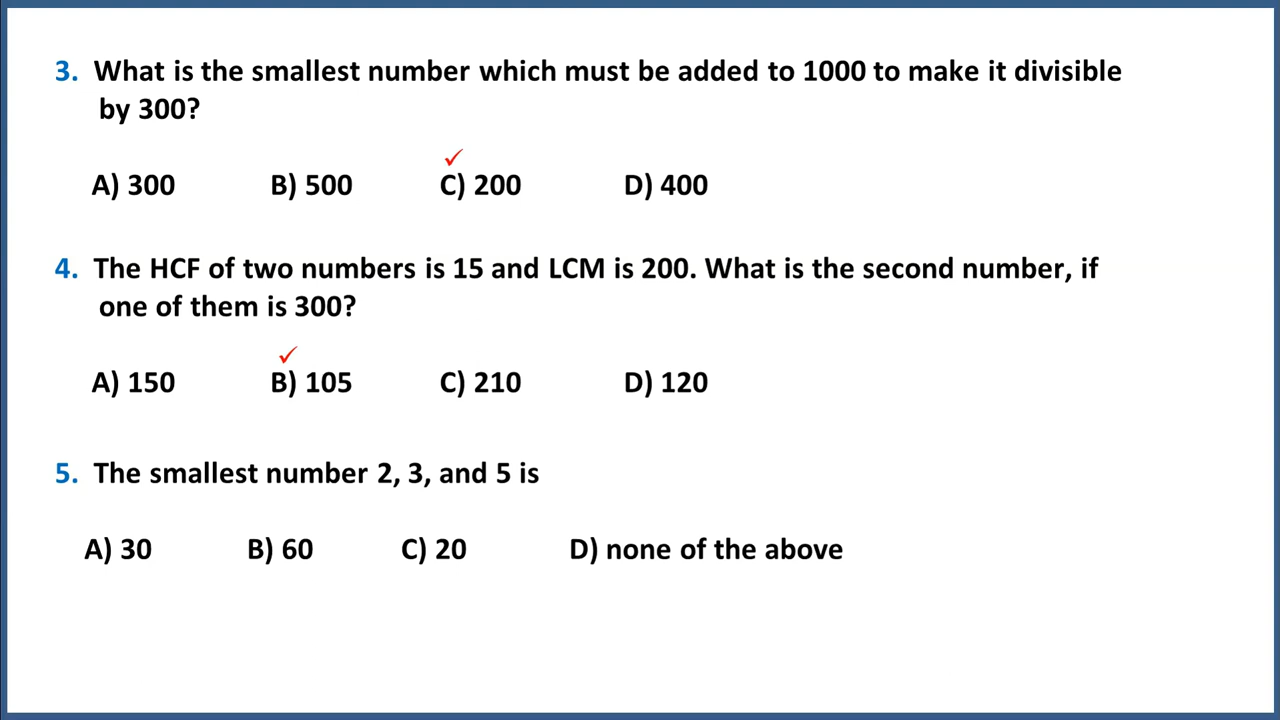 3. What is the smallest number which must be added to 1000 to make it divisible
by 300?
A) 300 B) 500 C) 200 D) 400
4. The HCF of two numbers is 15 and LCM is 200. What is the second number, if
one of them is 300?
A) 150 B) 105 C) 210 D) 120
5. The smallest number 2, 3, and 5 is
A) 30 B) 60 C) 20 D) none of the above